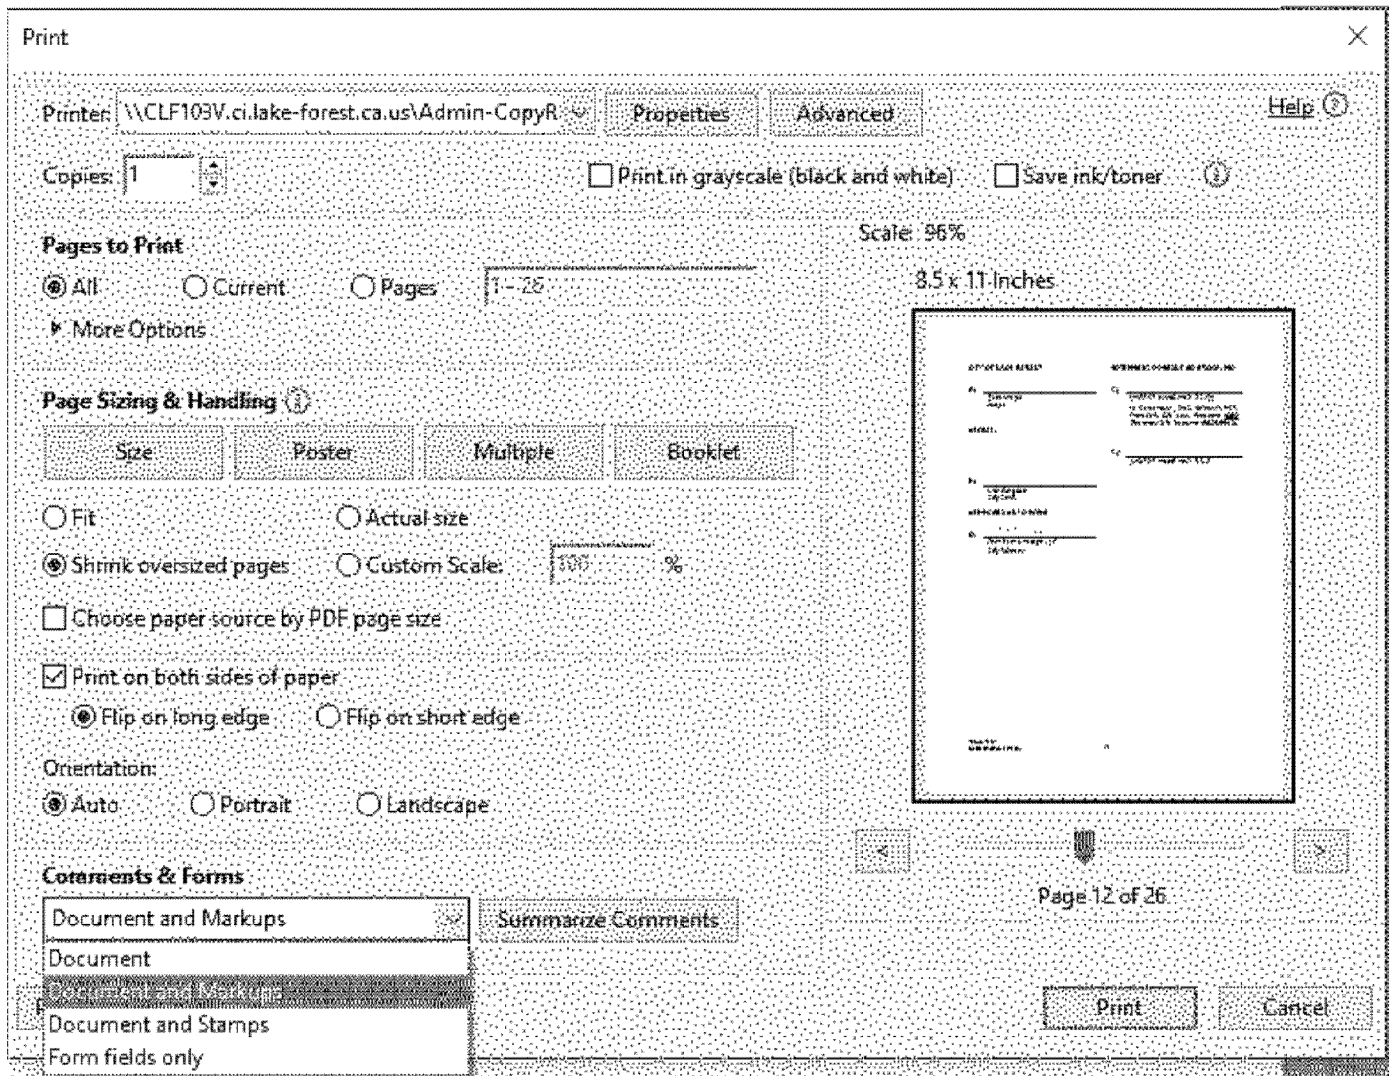 Print
Printer: \\CLF109V.ci.lake-forest.ca.us\Admin-CopyR Properties Advanced Help
Copies: 1 Print in grayscale (black and white) Save ink/toner
Pages to Print
Scale: 96%
All Current Pages 1 - 26
8.5 x 11 Inches
More Options
Page Sizing & Handling
Size Poster Multiple Booklet
Fit Actual size
Shrink oversized pages Custom Scale: 100 %
Choose paper source by PDF page size
Print on both sides of paper
Flip on long edge Flip on short edge
Orientation:
Auto Portrait Landscape
< >
Comments & Forms
Page 12 of 26
Document and Markups Summarize Comments
Document
Document and Markups
Document and Stamps
Form fields only
Print Cancel